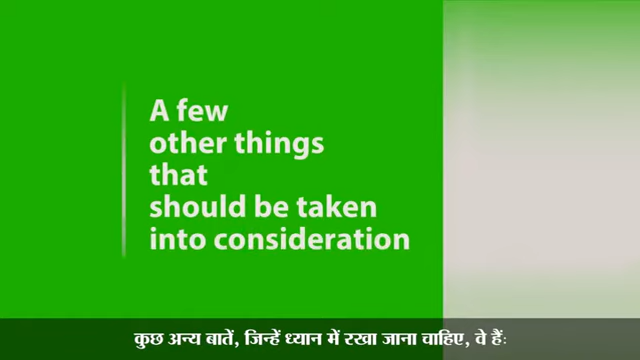 A few
other things
that
should be taken
into consideration
कुछ अन्य बातें, जिन्हें ध्यान में रखा जाना चाहिए, वे हैं: